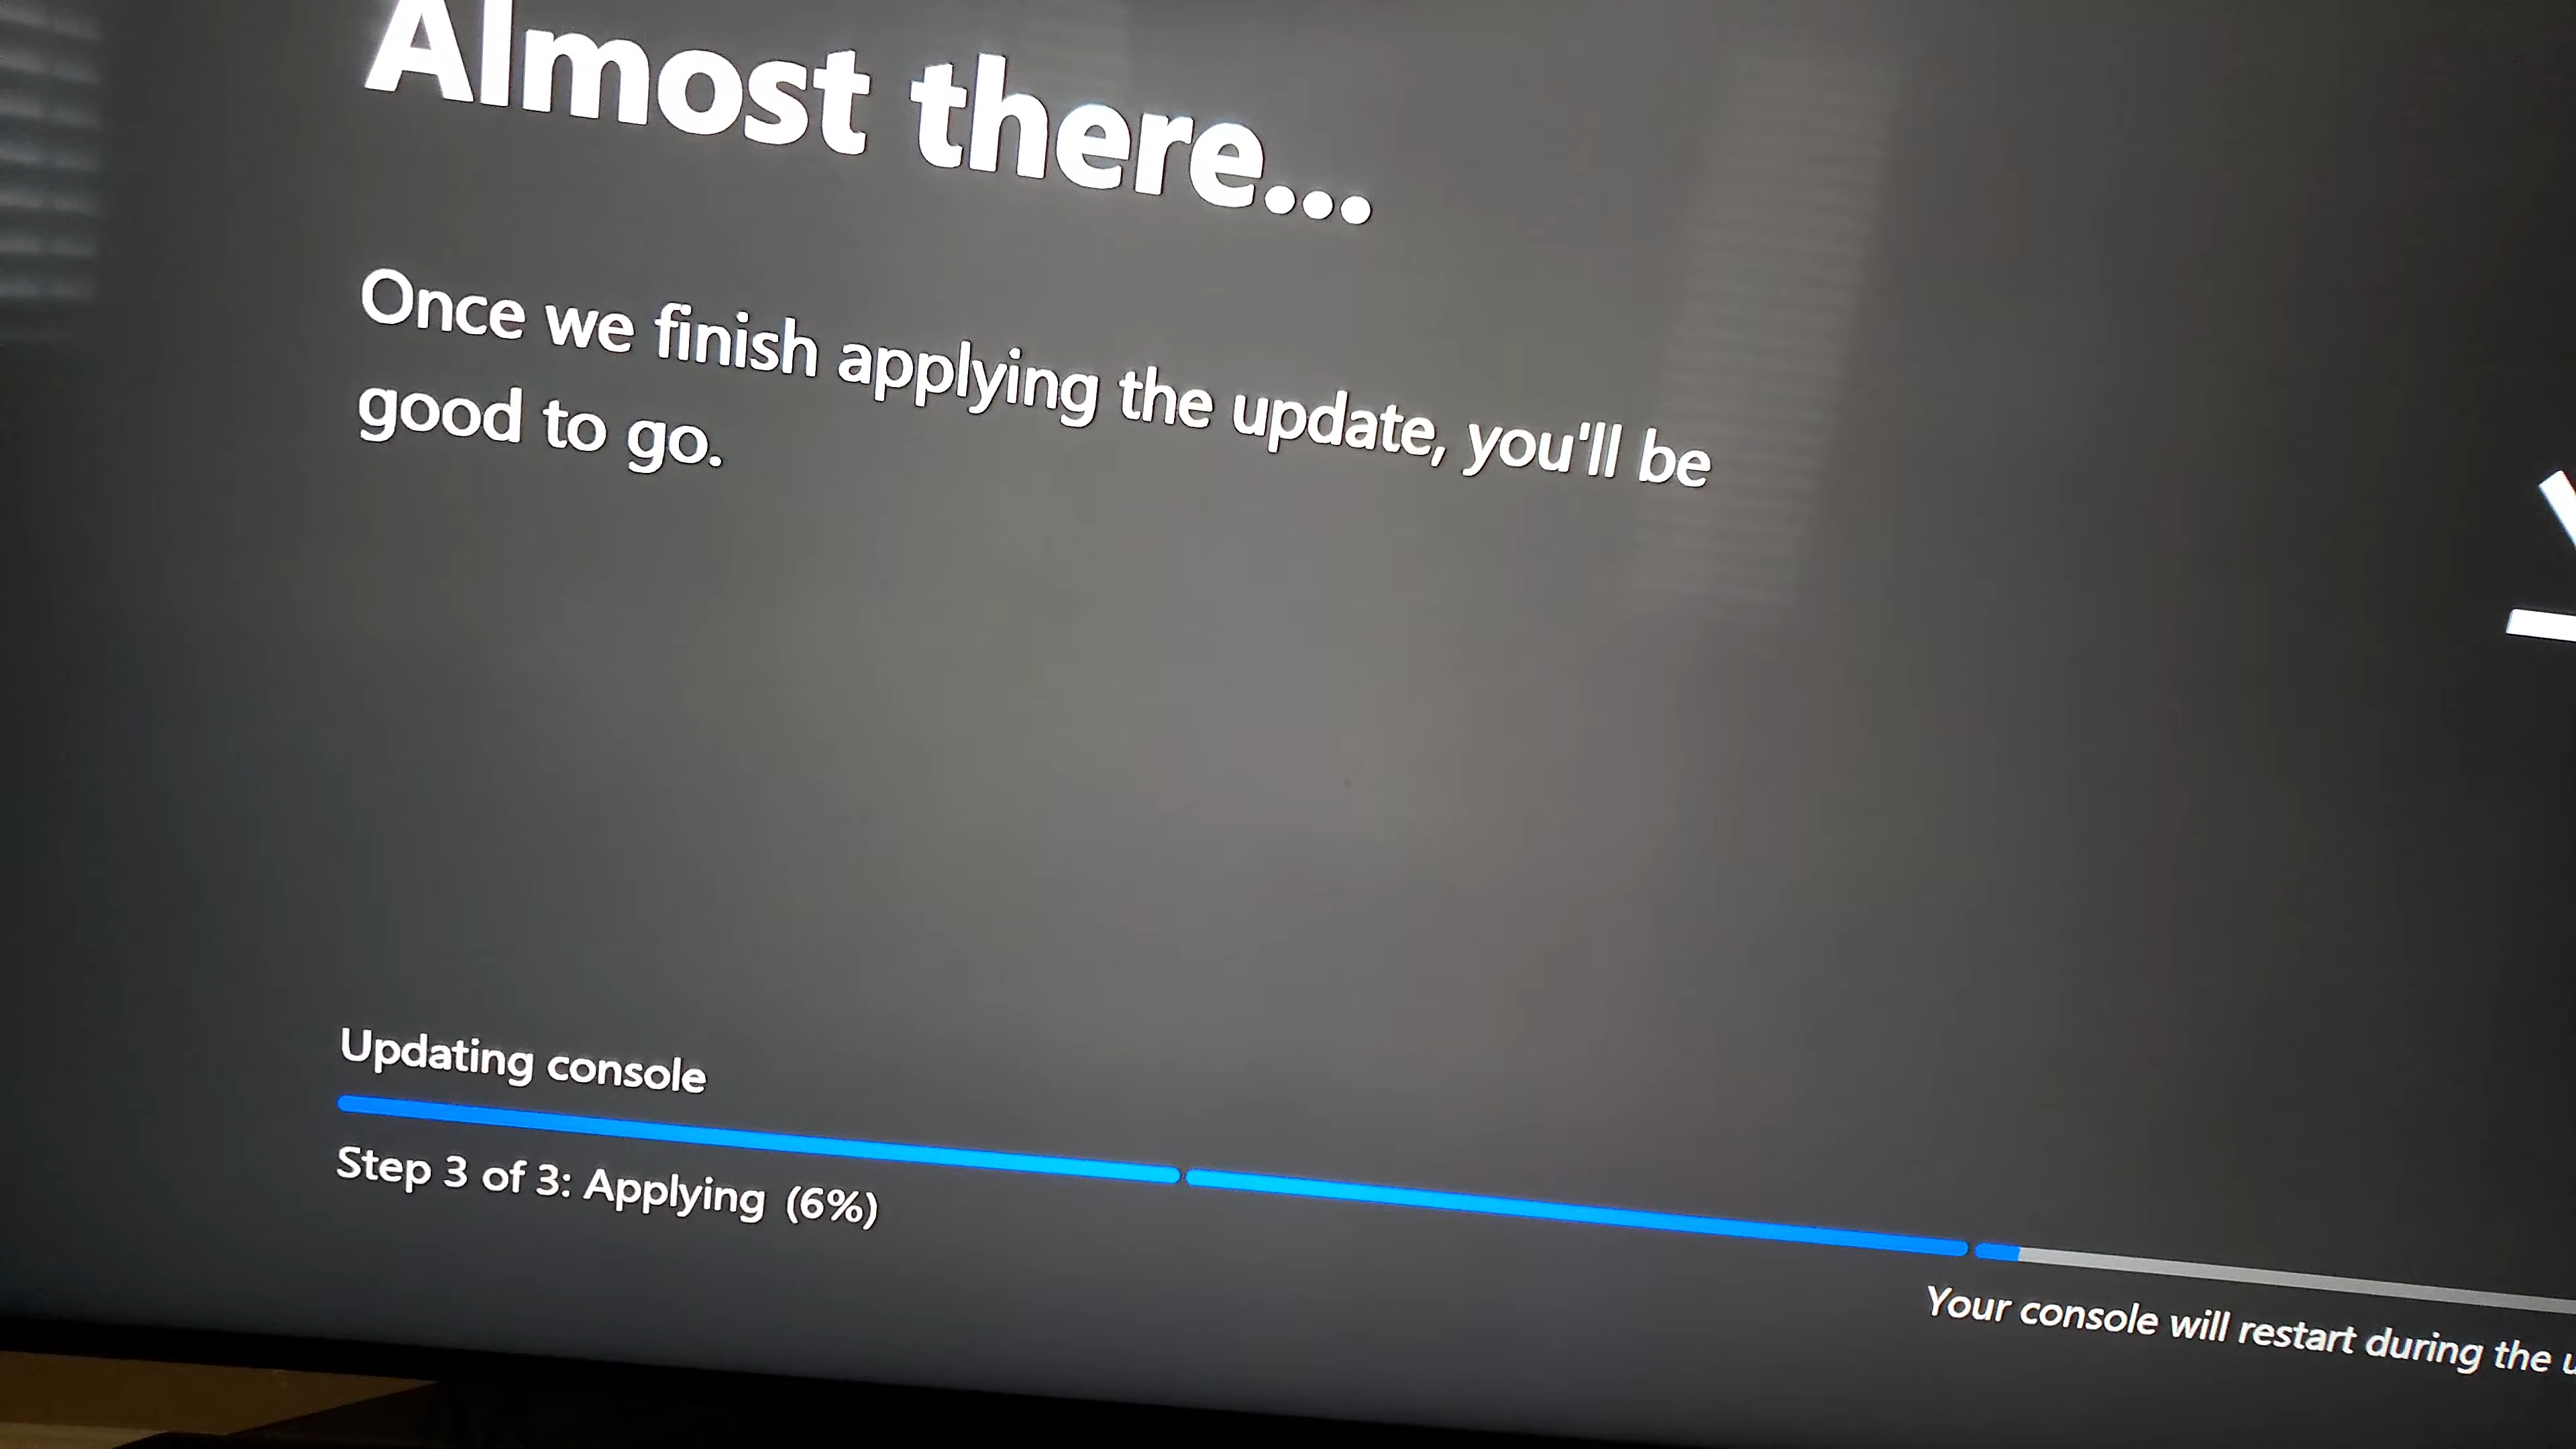 Almost there...
Once we finish applying the update, you'll be
good to go.
Updating console
Step 3 of 3: Applying (6%)
Your console will restart during the